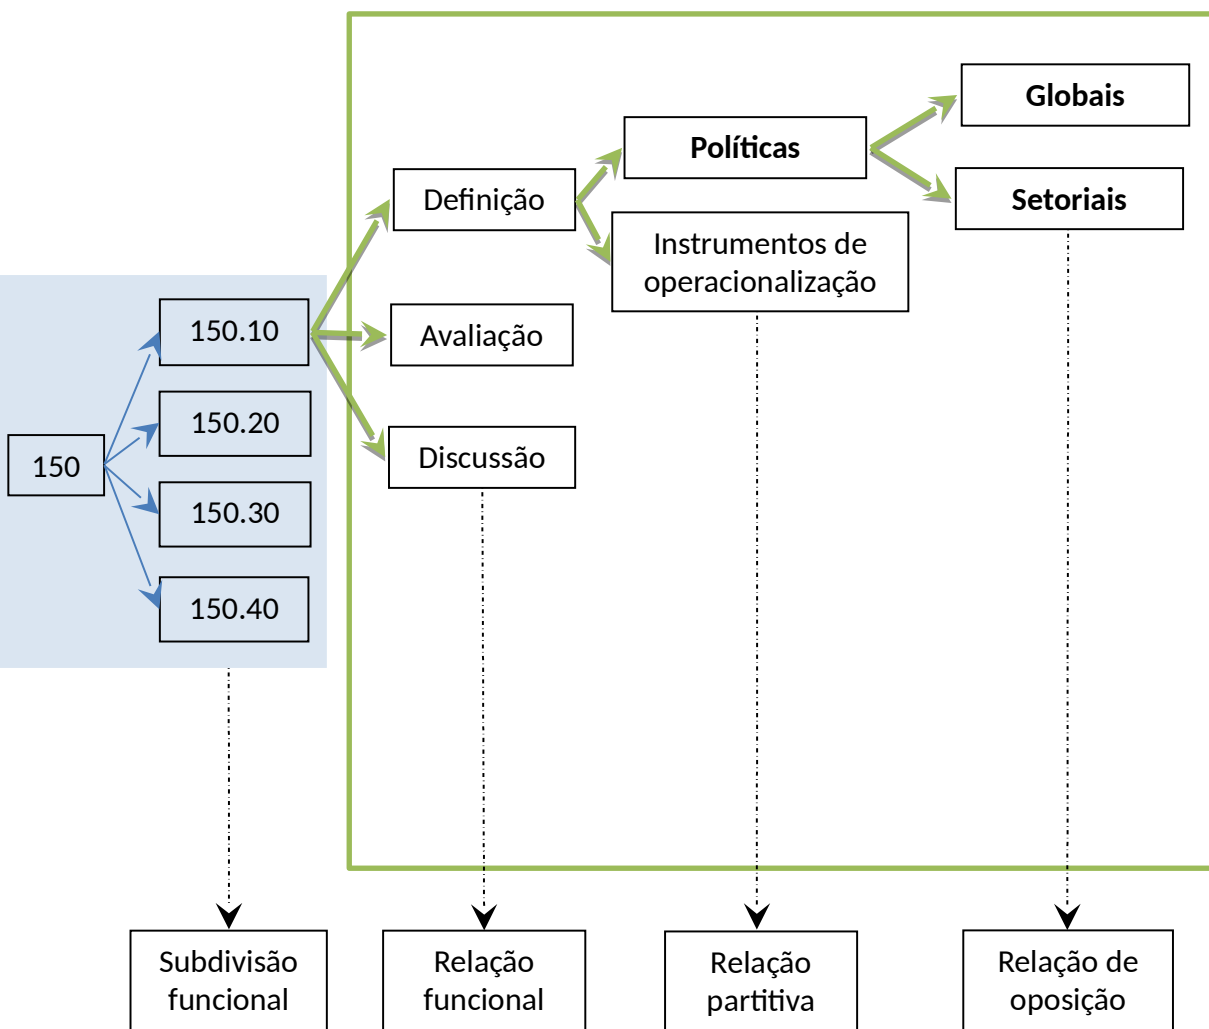 Globais
Políticas
Definição
Setoriais
Instrumentos de
operacionalização
150.10
Avaliação
150.20
150
Discussão
150.30
150.40
Subdivisão
funcional
Relação
funcional
Relação
partitiva
Relação de
oposição